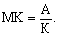 МК = А/К.